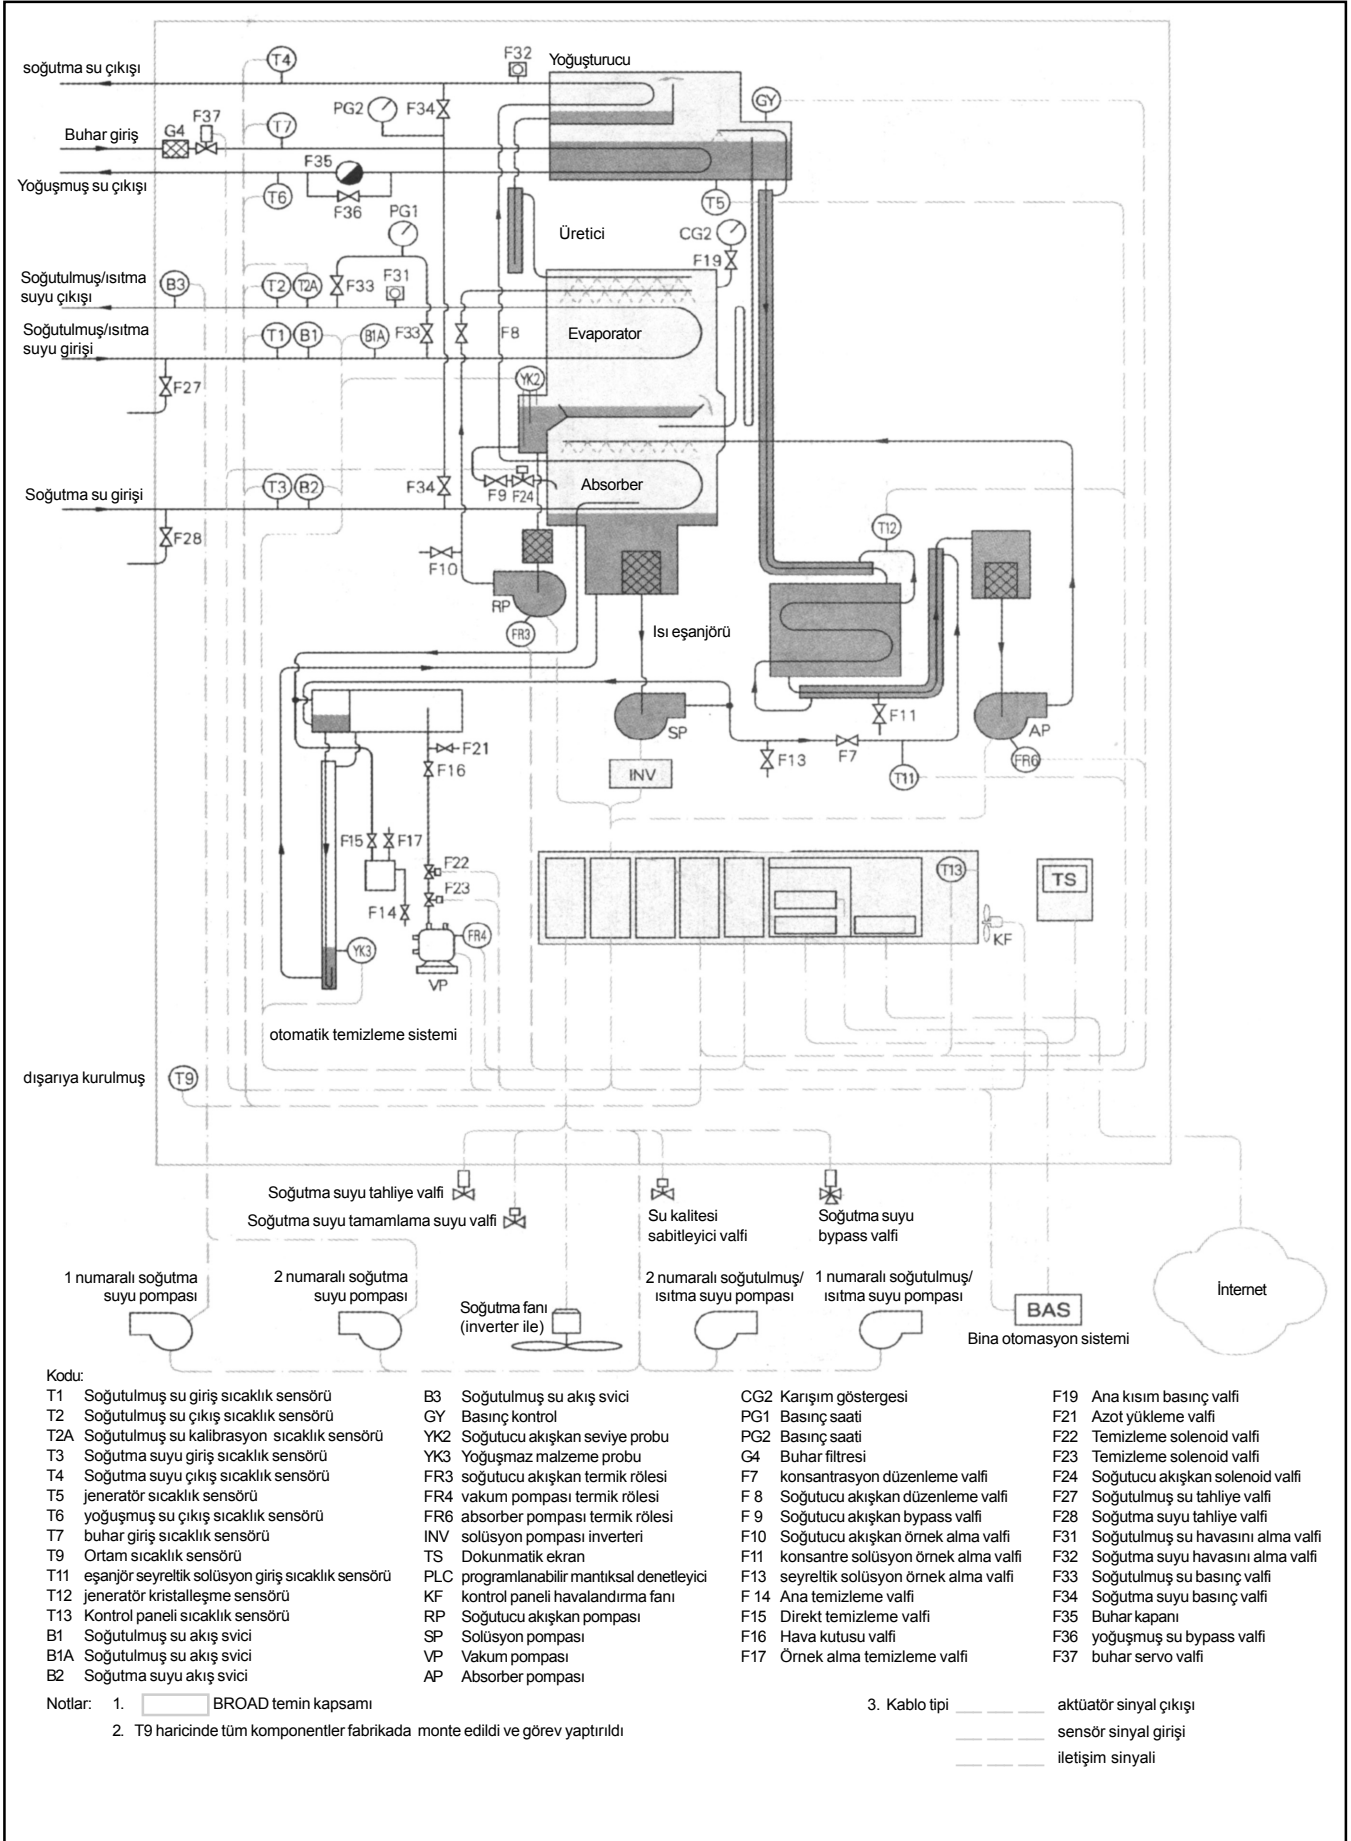 soğutma su çıkışı
T4
F32
Yoğuşturucu
PG2
F34
GY
F37
G4
Buhar giriş
T7
F35
Yoğuşmuş su çıkışı
T6
F36
T5
PG1
Üretici
CG2
F19
Soğutulmuş/ısıtma
suyu çıkışı
B3
T2
T2A
F33
F31
Soğutulmuş/ısıtma
suyu girişi
T1
B1
B1A
F33
F8
Evaporator
F27
YK2
Soğutma su girişi
T3
B2
F34
F9
F24
Absorber
F28
F10
T12
RP
FR3
Isı eşanjörü
SP
F11
AP
F21
F16
INV
F13
F7
T11
FR6
F15
F17
F22
F23
F14
T13
TS
KF
YK3
FR4
VP
otomatik temizleme sistemi
dışarıya kurulmuş
T9
Soğutma suyu tahliye valfi
Soğutma suyu tamamlama suyu valfi
Su kalitesi
sabitleyici valfi
Soğutma suyu
bypass valfi
1 numaralı soğutma
suyu pompası
2 numaralı soğutma
suyu pompası
Soğutma fanı
(inverter ile)
2 numaralı soğutulmuş/
ısıtma suyu pompası
1 numaralı soğutulmuş/
ısıtma suyu pompası
BAS
Bina otomasyon sistemi
İnternet
Kodu:
T1 Soğutulmuş su giriş sıcaklık sensörü
T2 Soğutulmuş su çıkış sıcaklık sensörü
T2A Soğutulmuş su kalibrasyon sıcaklık sensörü
T3 Soğutma suyu giriş sıcaklık sensörü
T4 Soğutma suyu çıkış sıcaklık sensörü
T5 jeneratör sıcaklık sensörü
T6 yoğuşmuş su çıkış sıcaklık sensörü
T7 buhar giriş sıcaklık sensörü
T9 Ortam sıcaklık sensörü
T11 eşanjör seyreltik solüsyon giriş sıcaklık sensörü
T12 jeneratör kristalleşme sensörü
T13 Kontrol paneli sıcaklık sensörü
B1 Soğutulmuş su akış svici
B1A Soğutulmuş su akış svici
B2 Soğutma suyu akış svici
B3 Soğutulmuş su akış svici
GY Basınç kontrol
YK2 Soğutucu akışkan seviye probu
YK3 Yoğuşmaz malzeme probu
FR3 soğutucu akışkan termik rölesi
FR4 vakum pompası termik rölesi
FR6 absorber pompası termik rölesi
INV solüsyon pompası inverteri
TS Dokunmatik ekran
PLC programlanabilir mantıksal denetleyici
KF kontrol paneli havalandırma fanı
RP Soğutucu akışkan pompası
SP Solüsyon pompası
VP Vakum pompası
AP Absorber pompası
CG2 Karışım göstergesi
PG1 Basınç saati
PG2 Basınç saati
G4 Buhar filtresi
F7 konsantrasyon düzenleme valfi
F 8 Soğutucu akışkan düzenleme valfi
F 9 Soğutucu akışkan bypass valfi
F10 Soğutucu akışkan örnek alma valfi
F11 konsantre solüsyon örnek alma valfi
F13 seyreltik solüsyon örnek alma valfi
F 14 Ana temizleme valfi
F15 Direkt temizleme valfi
F16 Hava kutusu valfi
F17 Örnek alma temizleme valfi
F19 Ana kısım basınç valfi
F21 Azot yükleme valfi
F22 Temizleme solenoid valfi
F23 Temizleme solenoid valfi
F24 Soğutucu akışkan solenoid valfi
F27 Soğutulmuş su tahliye valfi
F28 Soğutma suyu tahliye valfi
F31 Soğutulmuş su havasını alma valfi
F32 Soğutma suyu havasını alma valfi
F33 Soğutulmuş su basınç valfi
F34 Soğutma suyu basınç valfi
F35 Buhar kapanı
F36 yoğuşmuş su bypass valfi
F37 buhar servo valfi
Notlar: 1. BROAD temin kapsamı
2. T9 haricinde tüm komponentler fabrikada monte edildi ve görev yaptırıldı
3. Kablo tipi aktüatör sinyal çıkışı
sensör sinyal girişi
iletişim sinyali